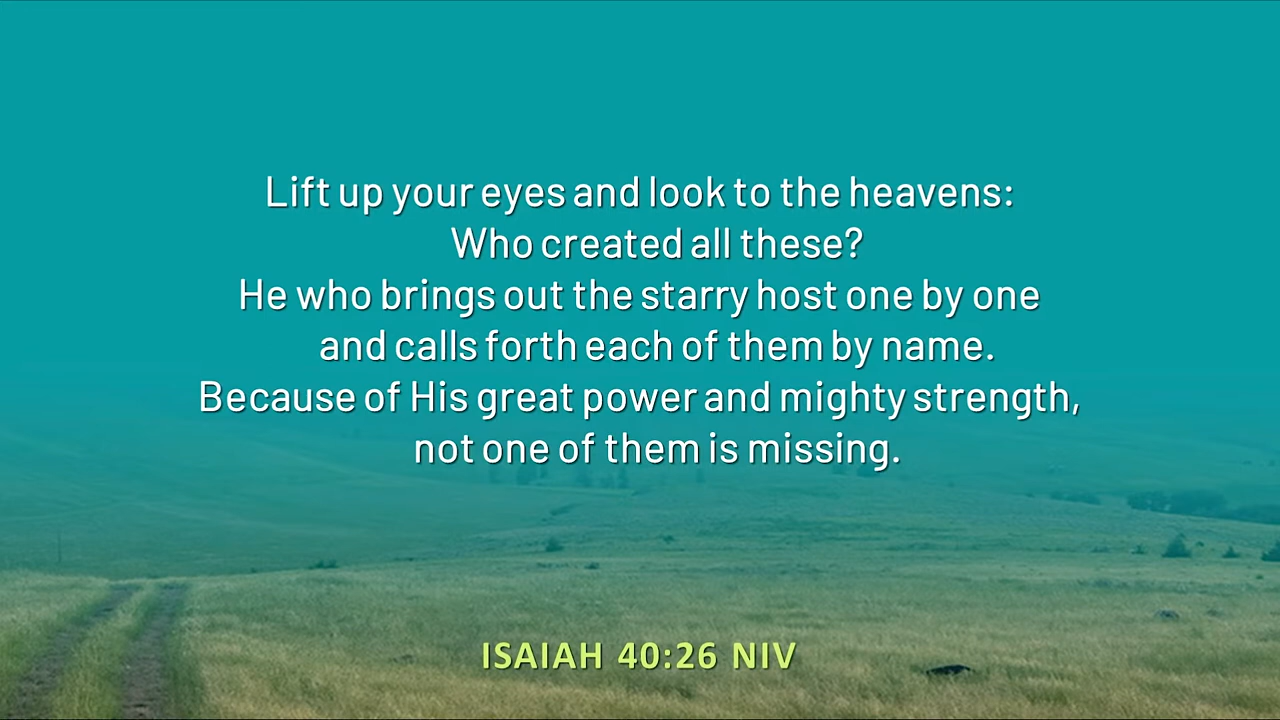 Lift up your eyes and look to the heavens:
Who created all these?
He who brings out the starry host one by one
and calls forth each of them by name.
Because of His great power and mighty strength,
not one of them is missing.
ISAIAH 40:26 NIV